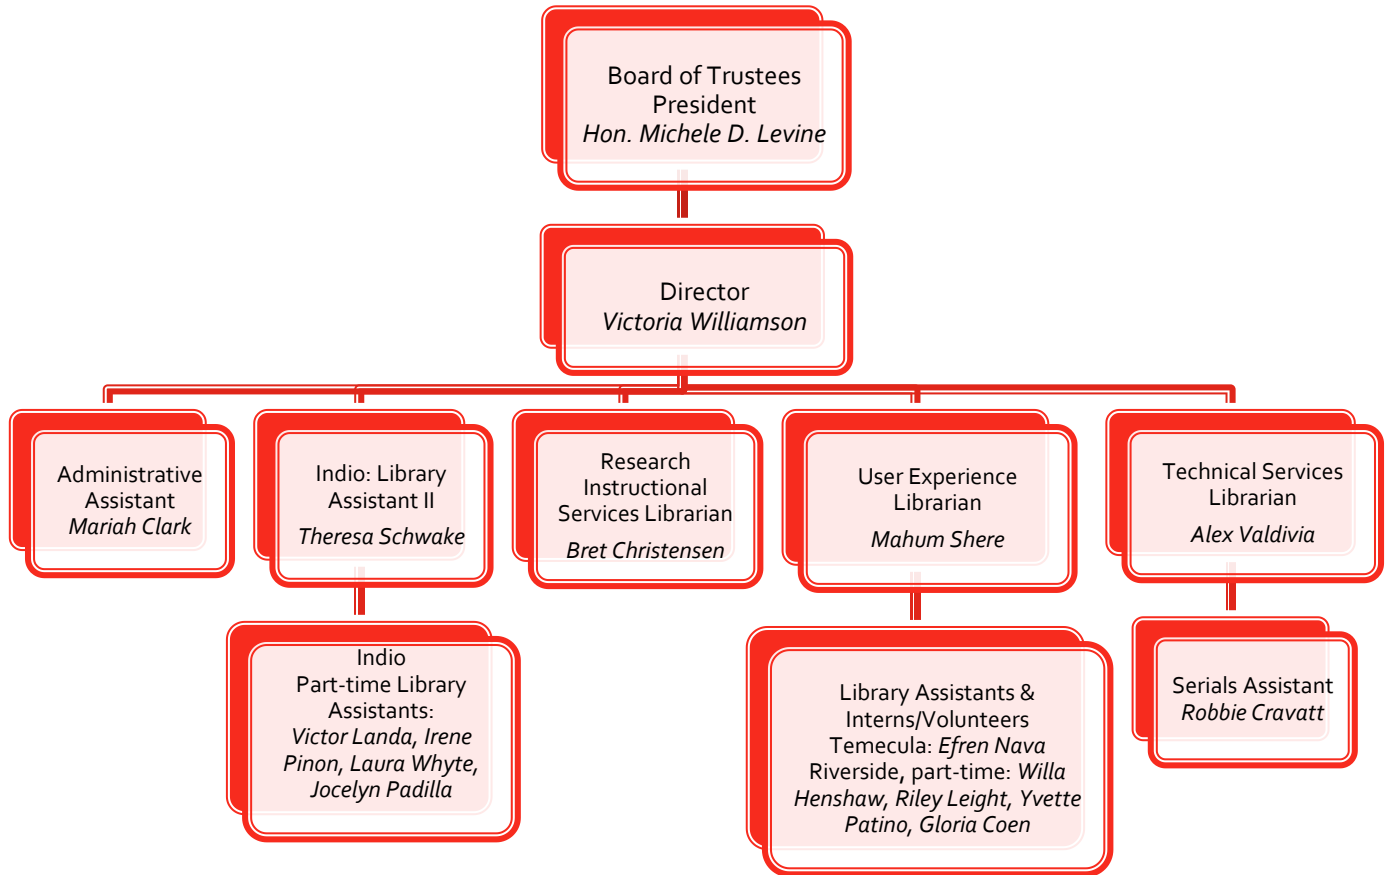 Board of Trustees
President
Hon. Michele D. Levine
Director
Victoria Williamson
Administrative
Assistant
Mariah Clark
Indio: Library
Assistant II
Theresa Schwake
Research
Instructional
Services Librarian
Bret Christensen
User Experience
Librarian
Mahum Shere
Technical Services
Librarian
Alex Valdivia
Indio
Part-time Library
Assistants:
Victor Landa, Irene
Pinon, Laura Whyte,
Jocelyn Padilla
Library Assistants &
Interns/Volunteers
Temecula: Efren Nava
Riverside, part-time: Willa
Henshaw, Riley Leight, Yvette
Patino, Gloria Coen
Serials Assistant
Robbie Cravatt